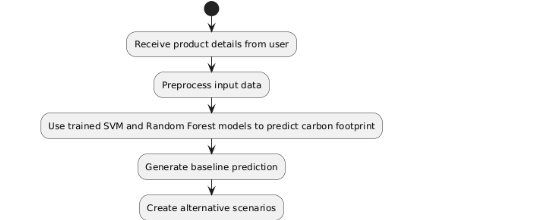 Receive product details from user
Preprocess input data
Use trained SVM and Random Forest models to predict carbon footprint
Generate baseline prediction
Create alternative scenarios